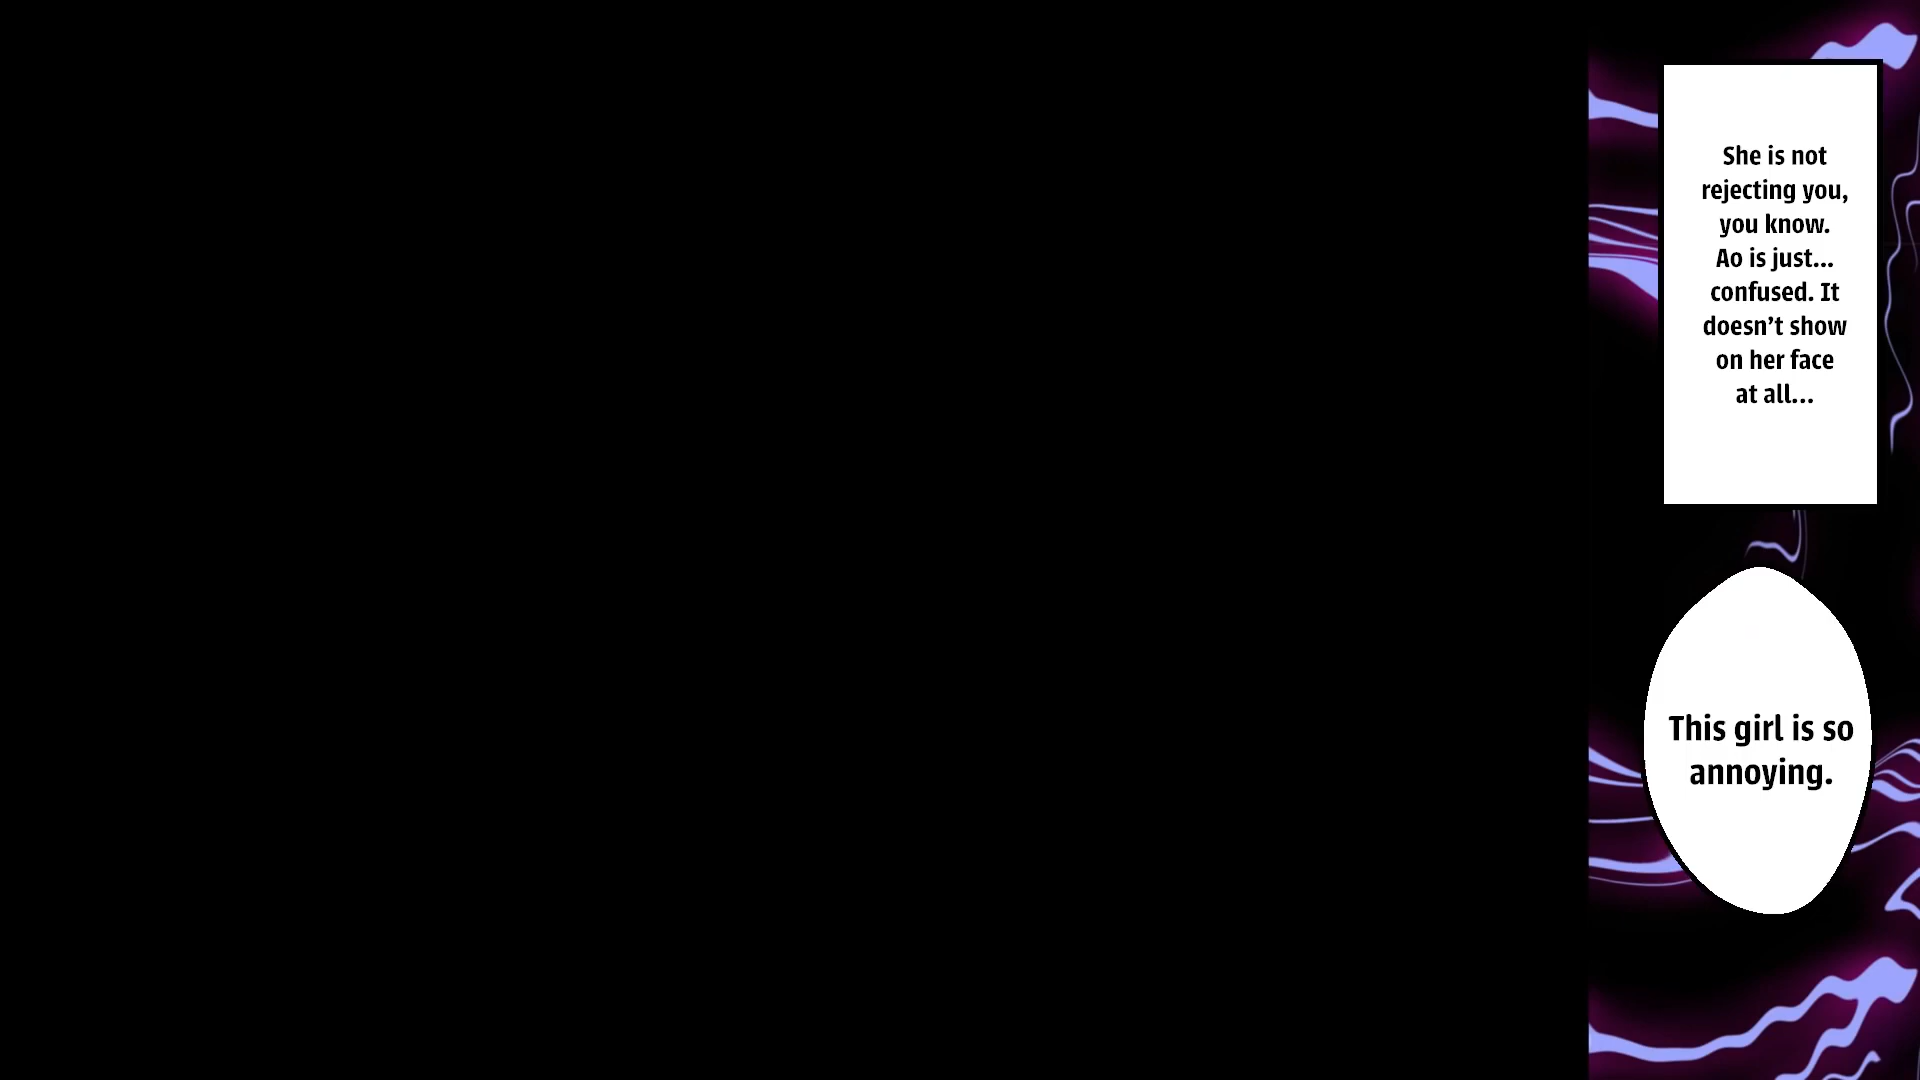 She is not
rejecting you,
you know.
Ao is just...
confused. It
doesn’t show
on her face
at all...
This girl is so
annoying.